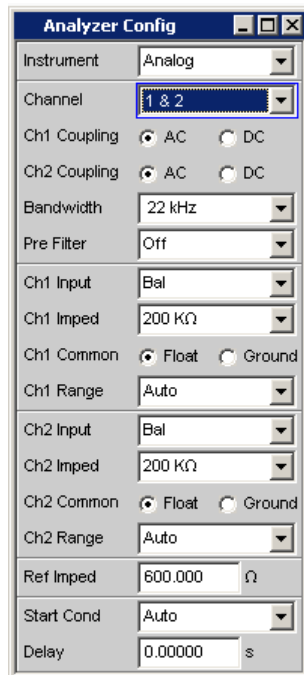 Analyzer Config
Instrument Analog
Channel 1 & 2
Ch1 Coupling AC DC
Ch2 Coupling AC DC
Bandwidth 22 kHz
Pre Filter Off
Ch1 Input Bal
Ch1 Imped 200 KΩ
Ch1 Common Float Ground
Ch1 Range Auto
Ch2 Input Bal
Ch2 Imped 200 KΩ
Ch2 Common Float Ground
Ch2 Range Auto
Ref Imped 600.000 Ω
Start Cond Auto
Delay 0.00000 s